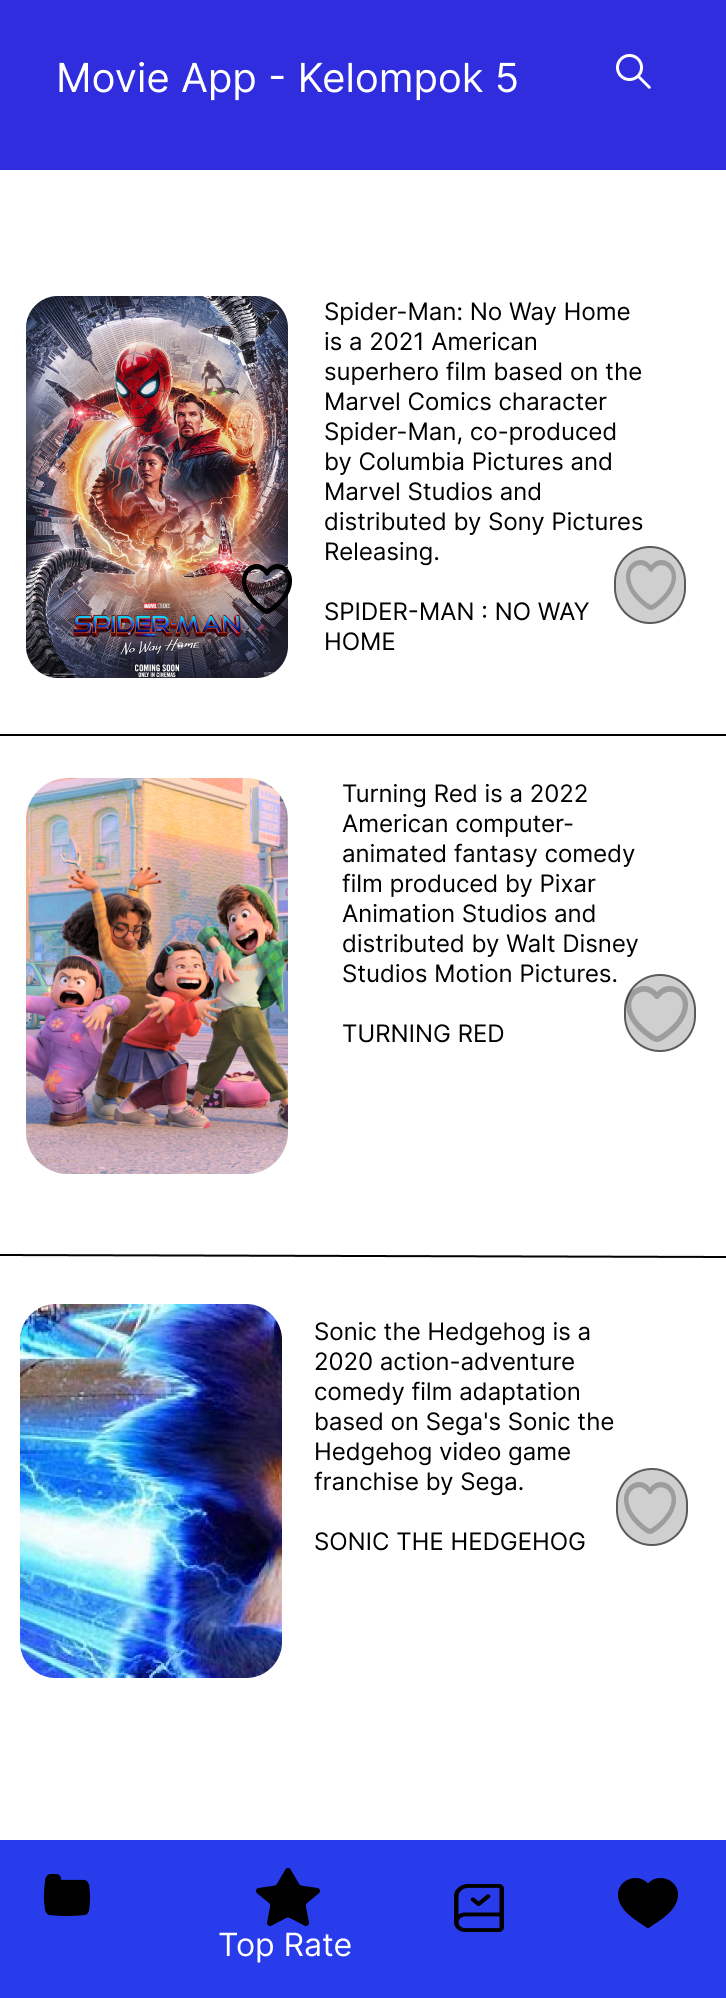 Movie App - Kelompok 5
Spider-Man: No Way Home
is a 2021 American
superhero film based on the
Marvel Comics character
Spider-Man, co-produced
by Columbia Pictures and
Marvel Studios and
distributed by Sony Pictures
Releasing.
SPIDER-MAN : NO WAY
HOME
MARVEL STUDIOS
SPIDER-MAN
No Way Home
COMING SOON
ONLY IN CINEMAS
Turning Red is a 2022
American computer-
animated fantasy comedy
film produced by Pixar
Animation Studios and
distributed by Walt Disney
Studios Motion Pictures.
TURNING RED
Sonic the Hedgehog is a
2020 action-adventure
comedy film adaptation
based on Sega's Sonic the
Hedgehog video game
franchise by Sega.
SONIC THE HEDGEHOG
Top Rate